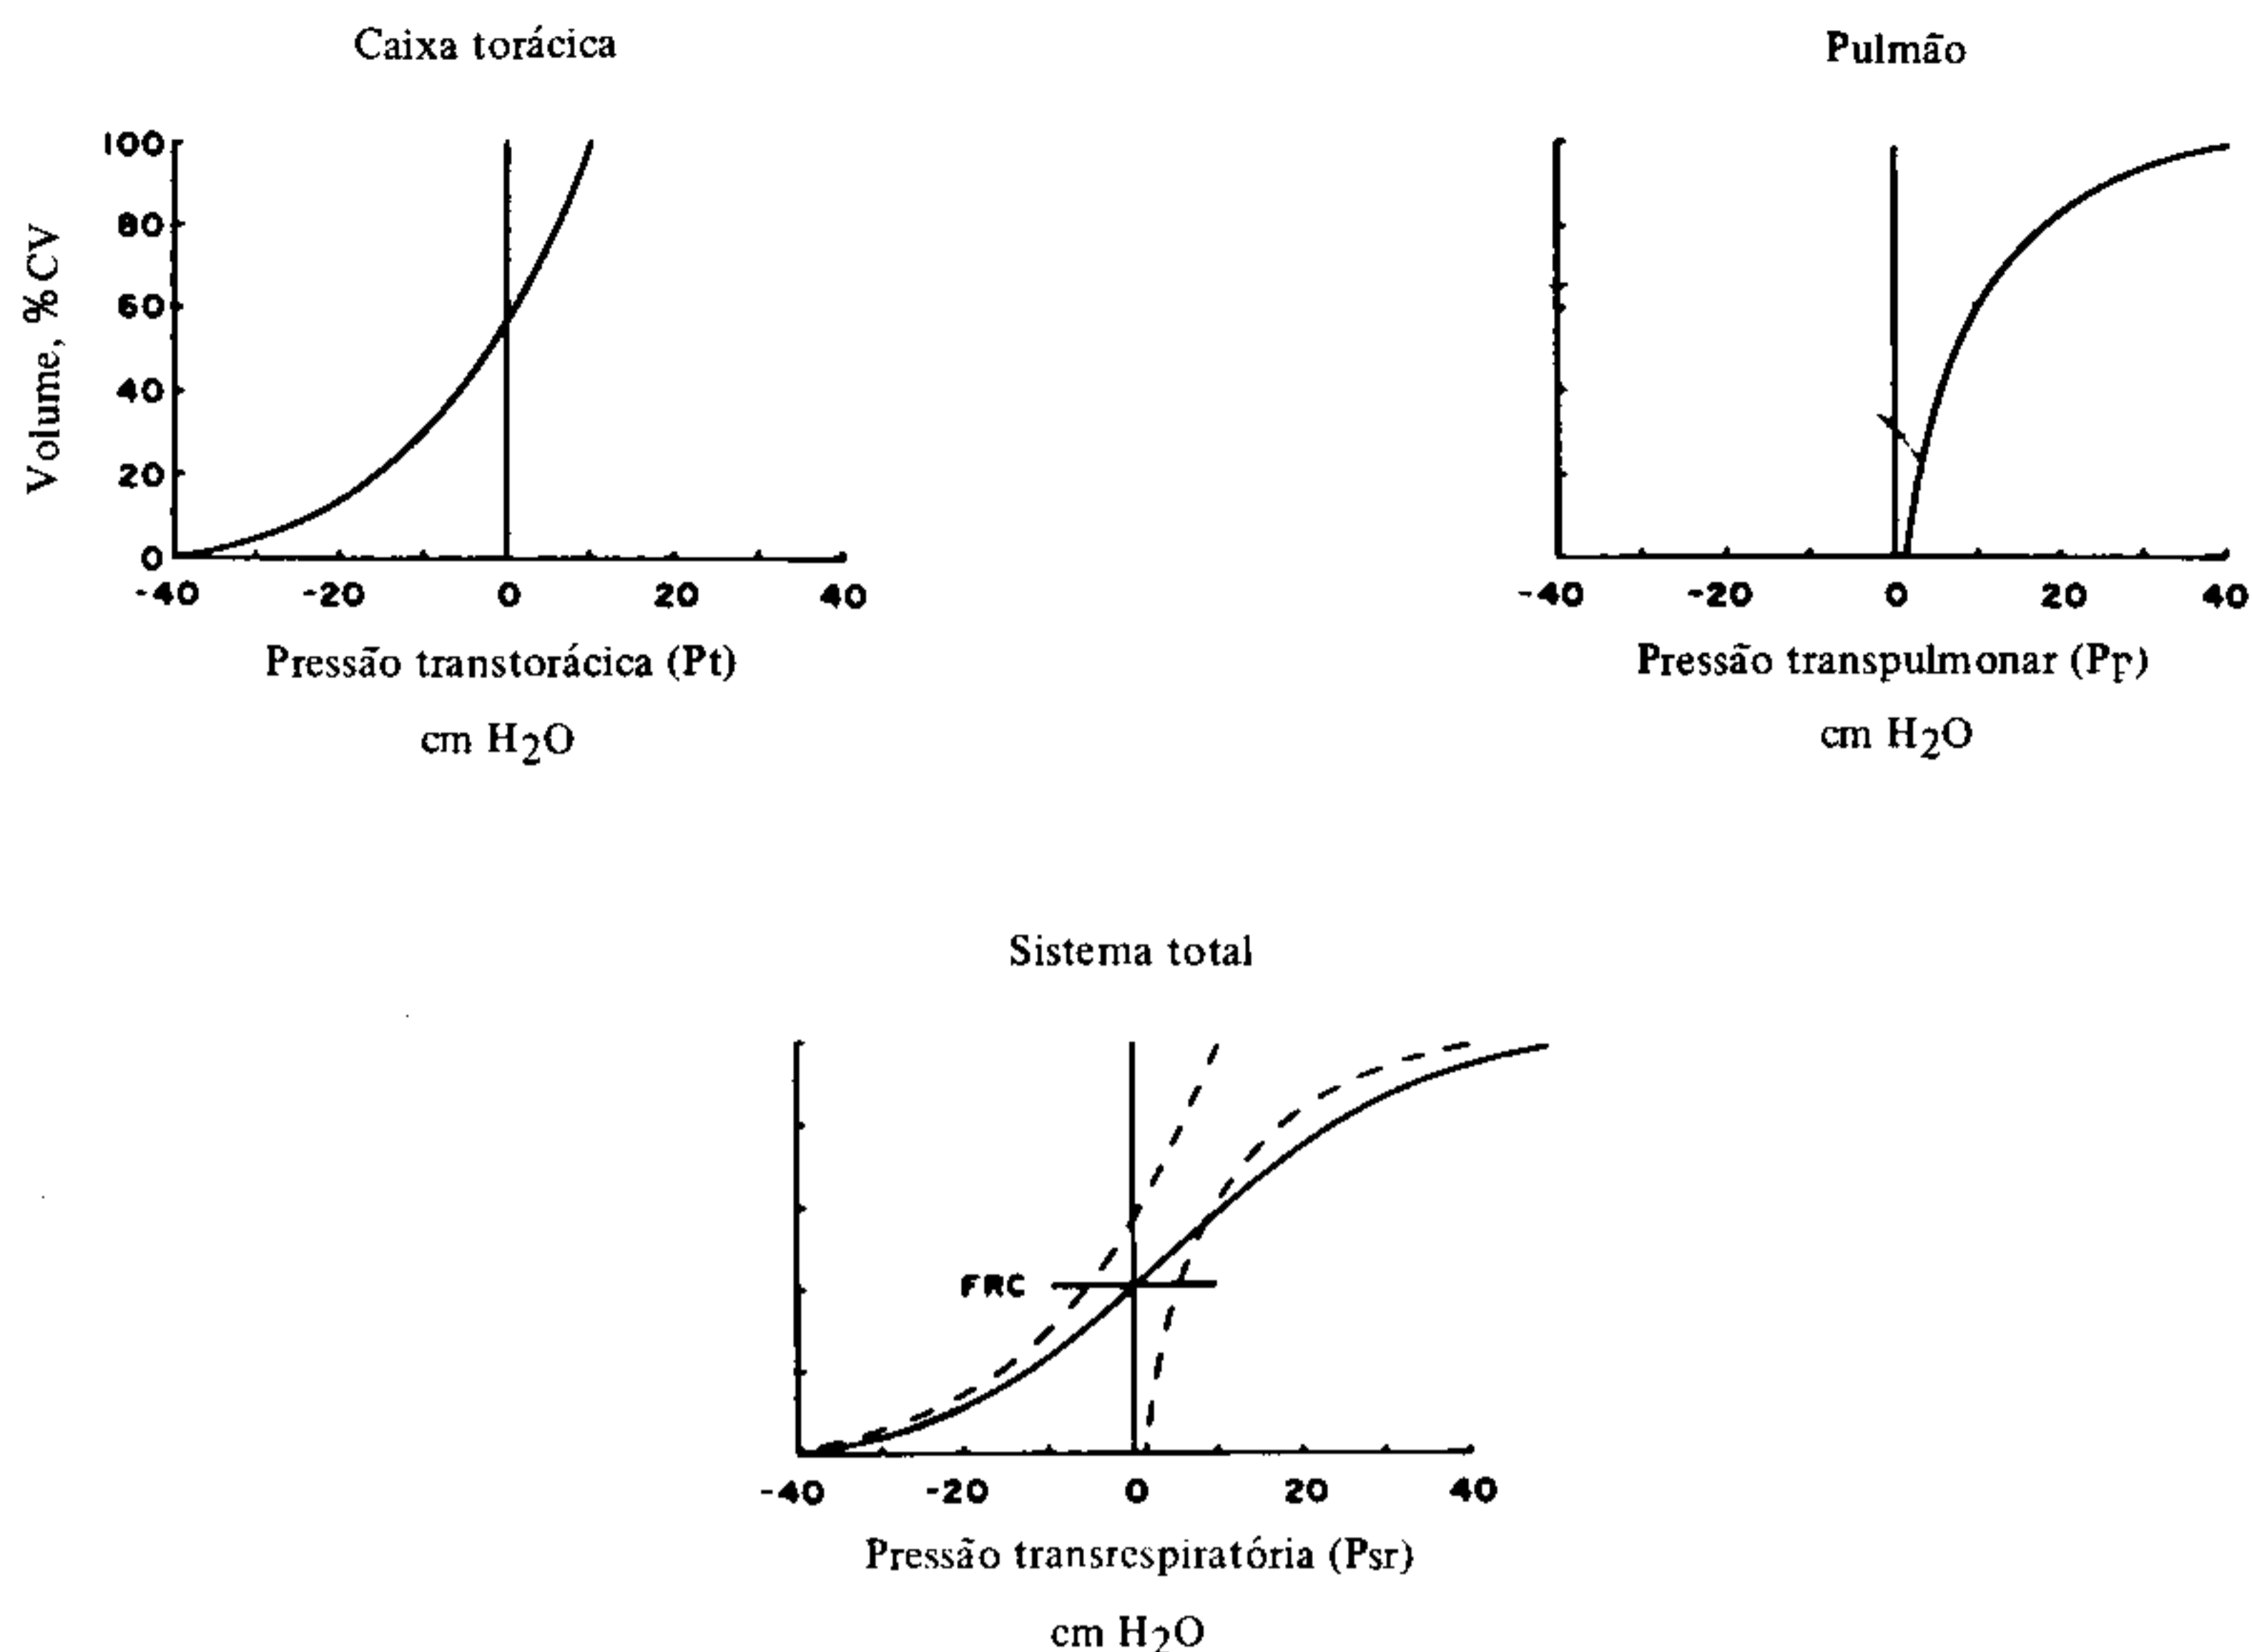 Caixa torácica
Volume, %CV
100
80
60
40
20
0
-40 -20 0 20 40
Pressão transtorácica (Pt)
cm H2O
Pulmão
-40 -20 0 20 40
Pressão transpulmonar (Pp)
cm H2O
Sistema total
FRC
-40 -20 0 20 40
Pressão transrespiratória (Psr)
cm H2O